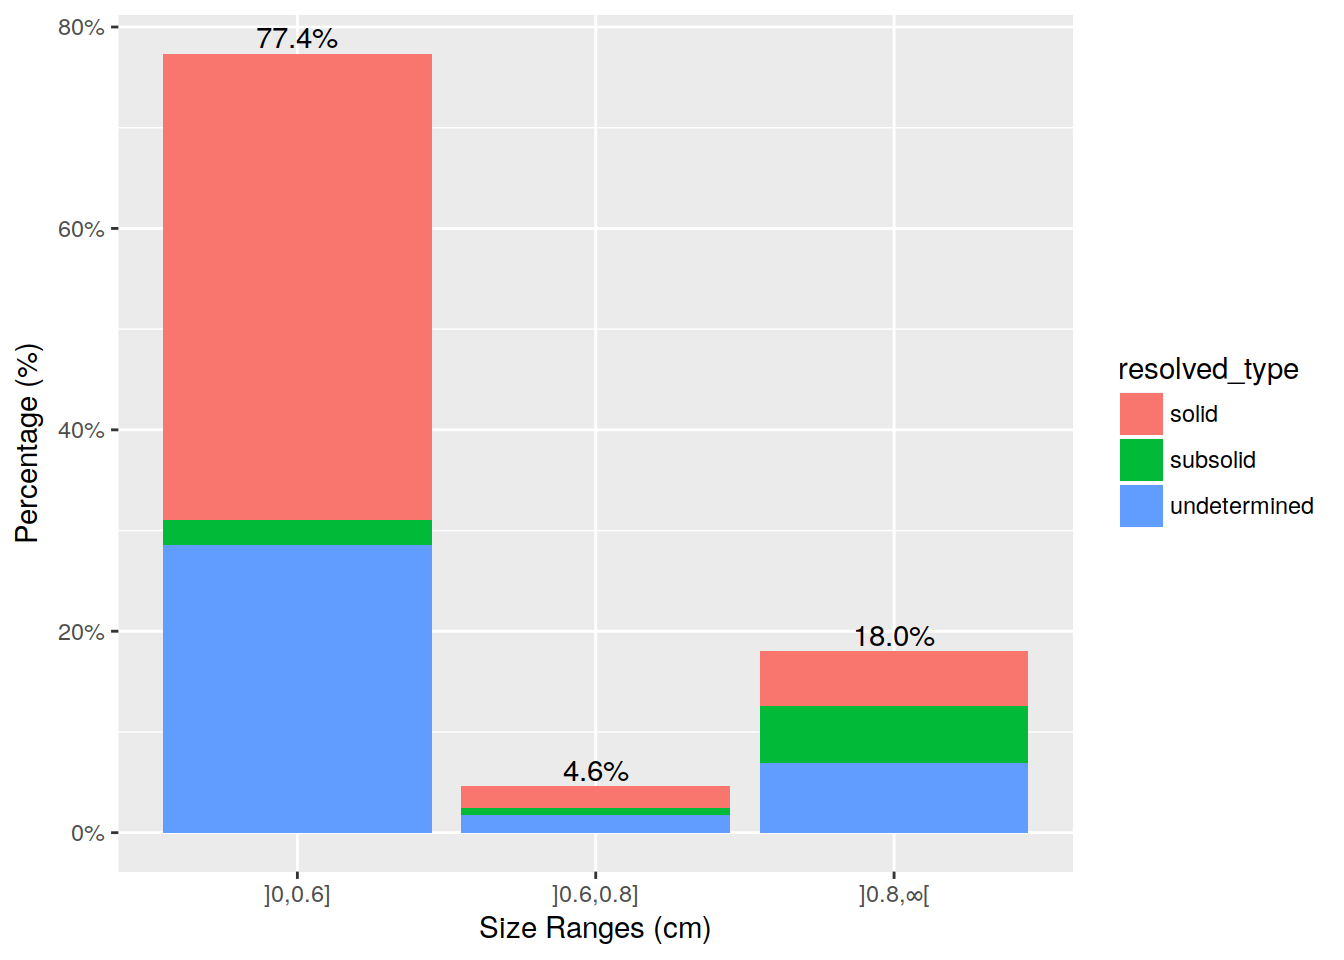 80%
60%
40%
20%
0%
Percentage (%)
77.4%
4.6%
18.0%
]0,0.6]
]0.6,0.8]
]0.8,∞[
Size Ranges (cm)
resolved_type
solid
subsolid
undetermined